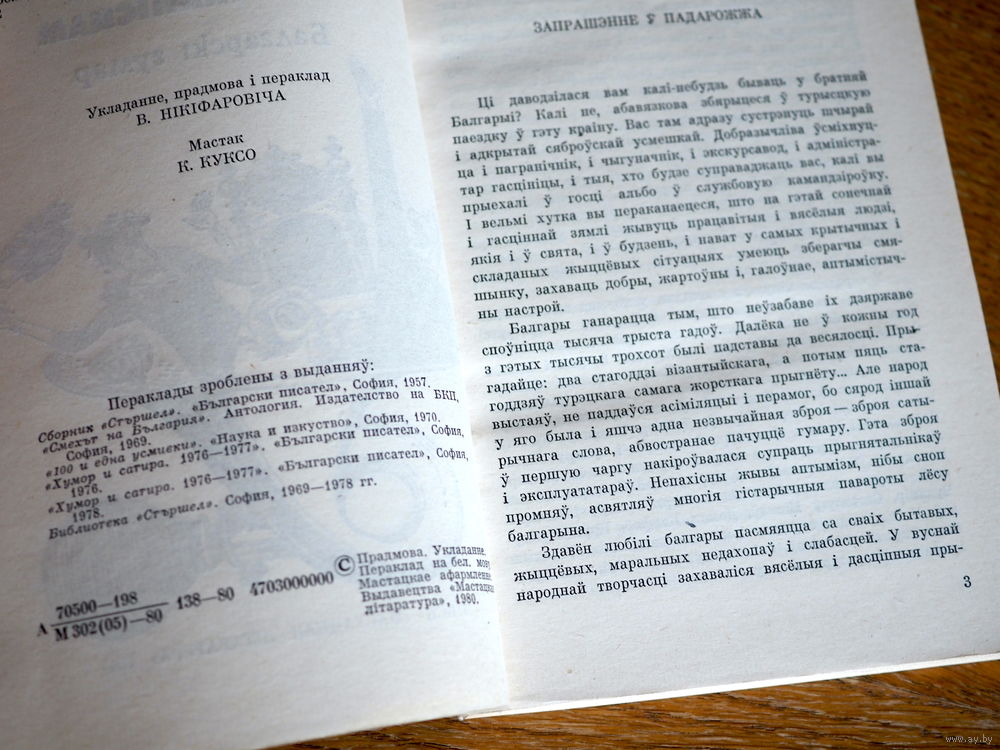 Укладанне, прадмова і пераклад
В. НІКІФАРОВІЧА
Мастак
К. КУКСО
Пераклады зроблены з выданняў:
Сборник «Стършел». «Български писател», София, 1957.
«Смехът на България». Антология. Издателство на БКП,
София, 1969.
«100 и една усмивки». «Наука и изкуство», София, 1970.
«Хумор и сатира. 1976—1977». «Български писател», София,
1976.
«Хумор и сатира. 1976—1977». «Български писател», София,
1978.
Библиотека «Стършел». София, 1969—1978 гг.
А 70500—198
М 302(05)—80 138—80 4703000000
© Прадмова. Укладанне.
Пераклад на бел. мову.
Мастацкае афармленне.
Выдавецтва «Мастацкая
літаратура», 1980.
ЗАПРАШЭННЕ Ў ПАДАРОЖЖА
Ці даводзілася вам калі-небудзь бываць у братняй
Балгарыі? Калі не, абавязкова збярыцеся ў турысцкую
паездку ў гэту краіну. Вас там адразу сустрэнуць шчырай
і адкрытай сяброўскай усмешкай. Добразычліва ўсміхнуц-
ца і пагранічнік, і чыгуначнік, і экскурсавод, і адміністра-
тар гасцініцы, і тыя, хто будзе суправаджаць вас, калі вы
прыехалі ў госці альбо ў службовую камандзіроўку.
І вельмі хутка вы пераканаецеся, што на гэтай сонечнай
і гасціннай зямлі жывуць працавітыя і вясёлыя людзі,
якія і ў свята, і ў будзень, і нават у самых крытычных і
складаных жыццёвых сітуацыях умеюць зберагчы смя-
шынку, захаваць добры, жартоўны і, галоўнае, аптымістыч-
ны настрой.
Балгары ганарацца тым, што неўзабаве іх дзяржаве
споўніцца тысяча трыста гадоў. Далёка не ў кожны год
з гэтых тысячы трохсот былі падставы да весялосці. Пры-
гадайце: два стагоддзі візантыйскага, а потым пяць ста-
годдзяў турэцкага самага жорсткага прыгнёту... Але народ
выстаяў, не паддаўся асіміляцыі і перамог, бо сярод іншай
у яго была і яшчэ адна незвычайная зброя — зброя саты-
рычнага слова, абвостранае пачуццё гумару. Гэта зброя
ў першую чаргу накіроўвалася супраць прыгнятальнікаў
і эксплуататараў. Непахісны жывы аптымізм, нібы сноп
промняў, асвятляў многія гістарычныя павароты лёсу
балгарына.
Здавён любілі балгары пасмяяцца са сваіх бытавых,
жыццёвых, маральных недахопаў і слабасцей. У вуснай
народнай творчасці захаваліся вясёлыя і дасціпныя пры-
3
www.ay.by